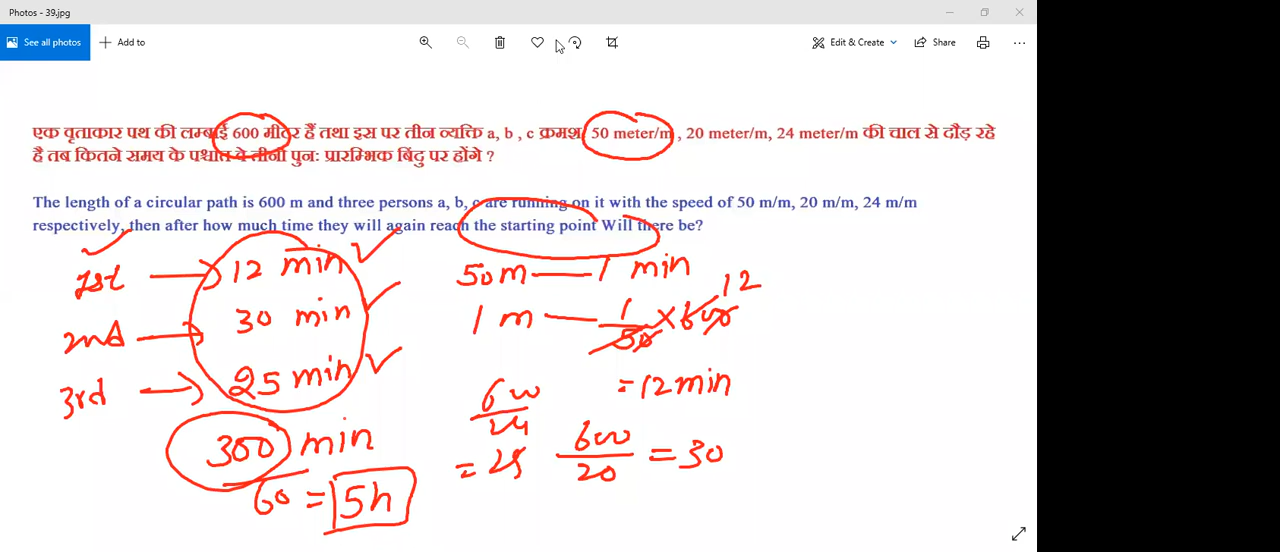 Photos - 39.jpg
See all photos
Add to
Edit & Create
Share
एक वृताकार पथ की लम्बाई 600 मीटर हैं तथा इस पर तीन व्यक्ति a, b , c क्रमश 50 meter/m , 20 meter/m, 24 meter/m की चाल से दौड़ रहे
है तब कितने समय के पश्चात वे तीनो पुनः प्रारम्भिक बिंदु पर होंगे ?
The length of a circular path is 600 m and three persons a, b, c are running on it with the speed of 50 m/m, 20 m/m, 24 m/m
respectively, then after how much time they will again reach the starting point Will there be?
1st → 12 min
2nd → 30 min
3rd → 25 min
300 min
60 = 5h
50m — 1 min
12
1 m — 1/50 × 600
= 12 min
600/24
= 25
600/20 = 30